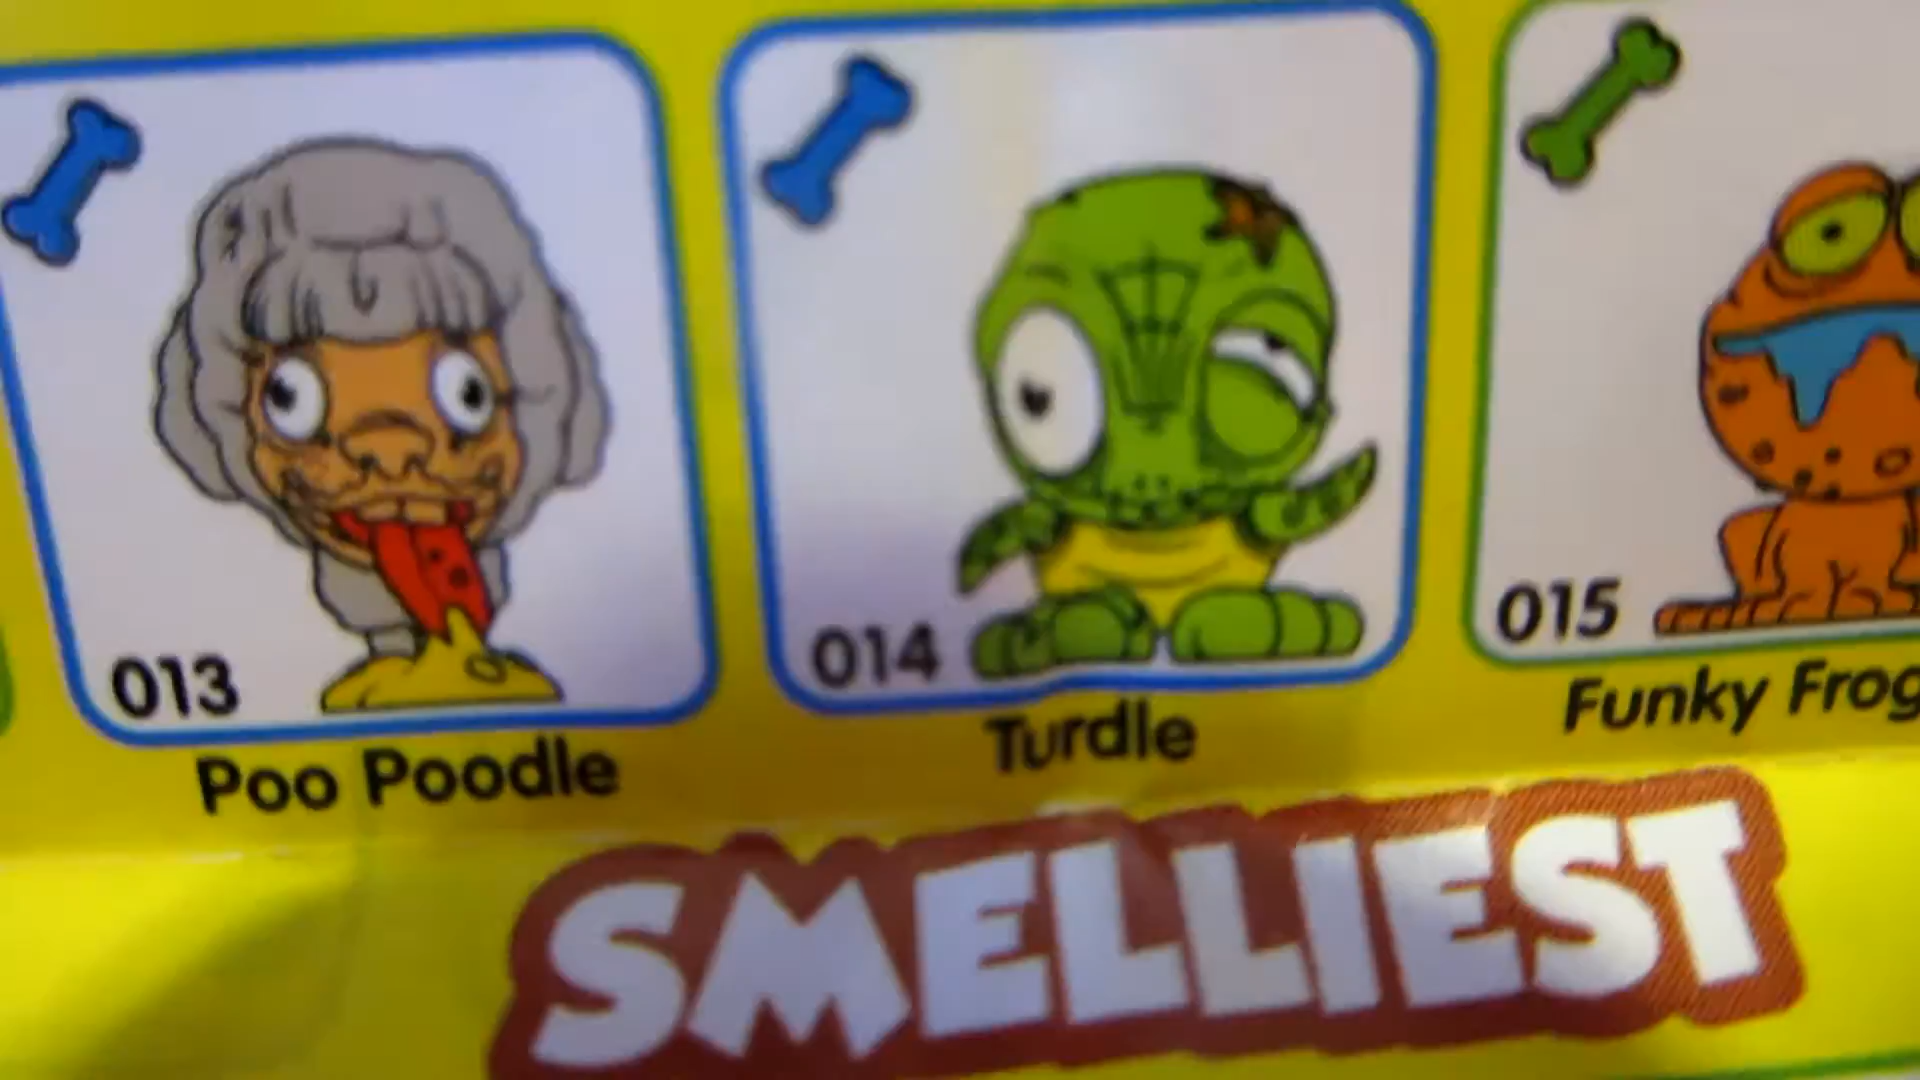 013
Poo Poodle
014
Turdle
015
Funky Frog
SMELLIEST